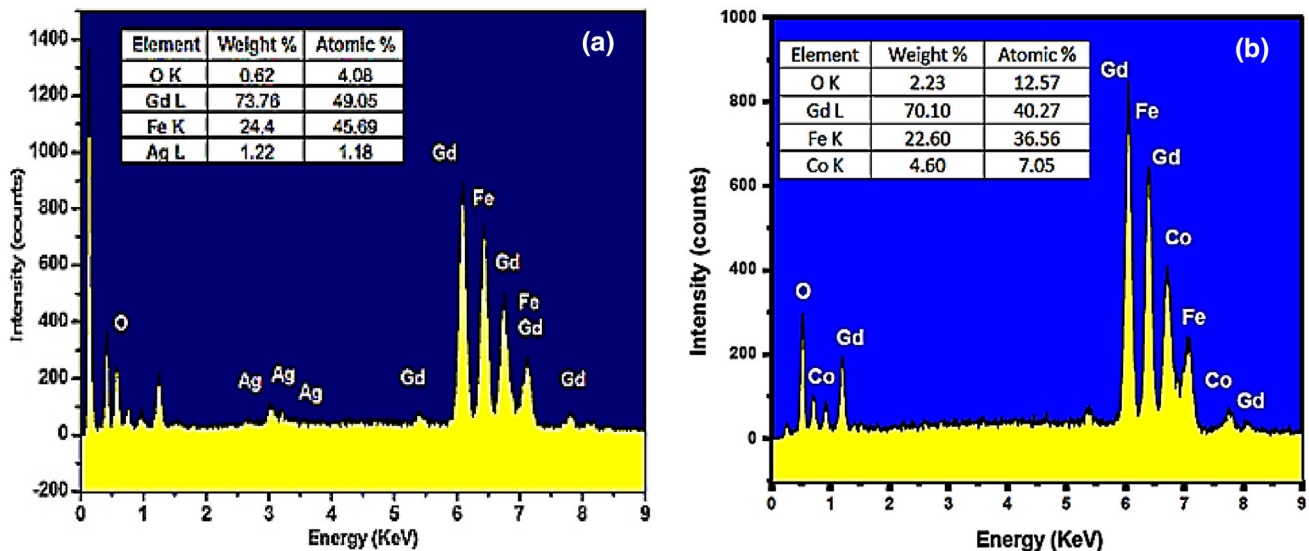 (a)
Element Weight % Atomic %
O K 0.62 4.08
Gd L 73.76 49.05
Fe K 24.4 45.69
Ag L 1.22 1.18
Intensity (counts)
1400
1200
1000
800
600
400
200
0
-200
O
Ag
Ag
Ag
Gd
Gd
Fe
Gd
Fe
Gd
Gd
0 1 2 3 4 5 6 7 8 9
Energy (KeV)
(b)
Element Weight % Atomic %
O K 2.23 12.57
Gd L 70.10 40.27
Fe K 22.60 36.56
Co K 4.60 7.05
Intensity (counts)
1000
800
600
400
200
0
O
Co
Gd
Gd
Fe
Gd
Co
Fe
Co
Gd
0 1 2 3 4 5 6 7 8 9
Energy (KeV)